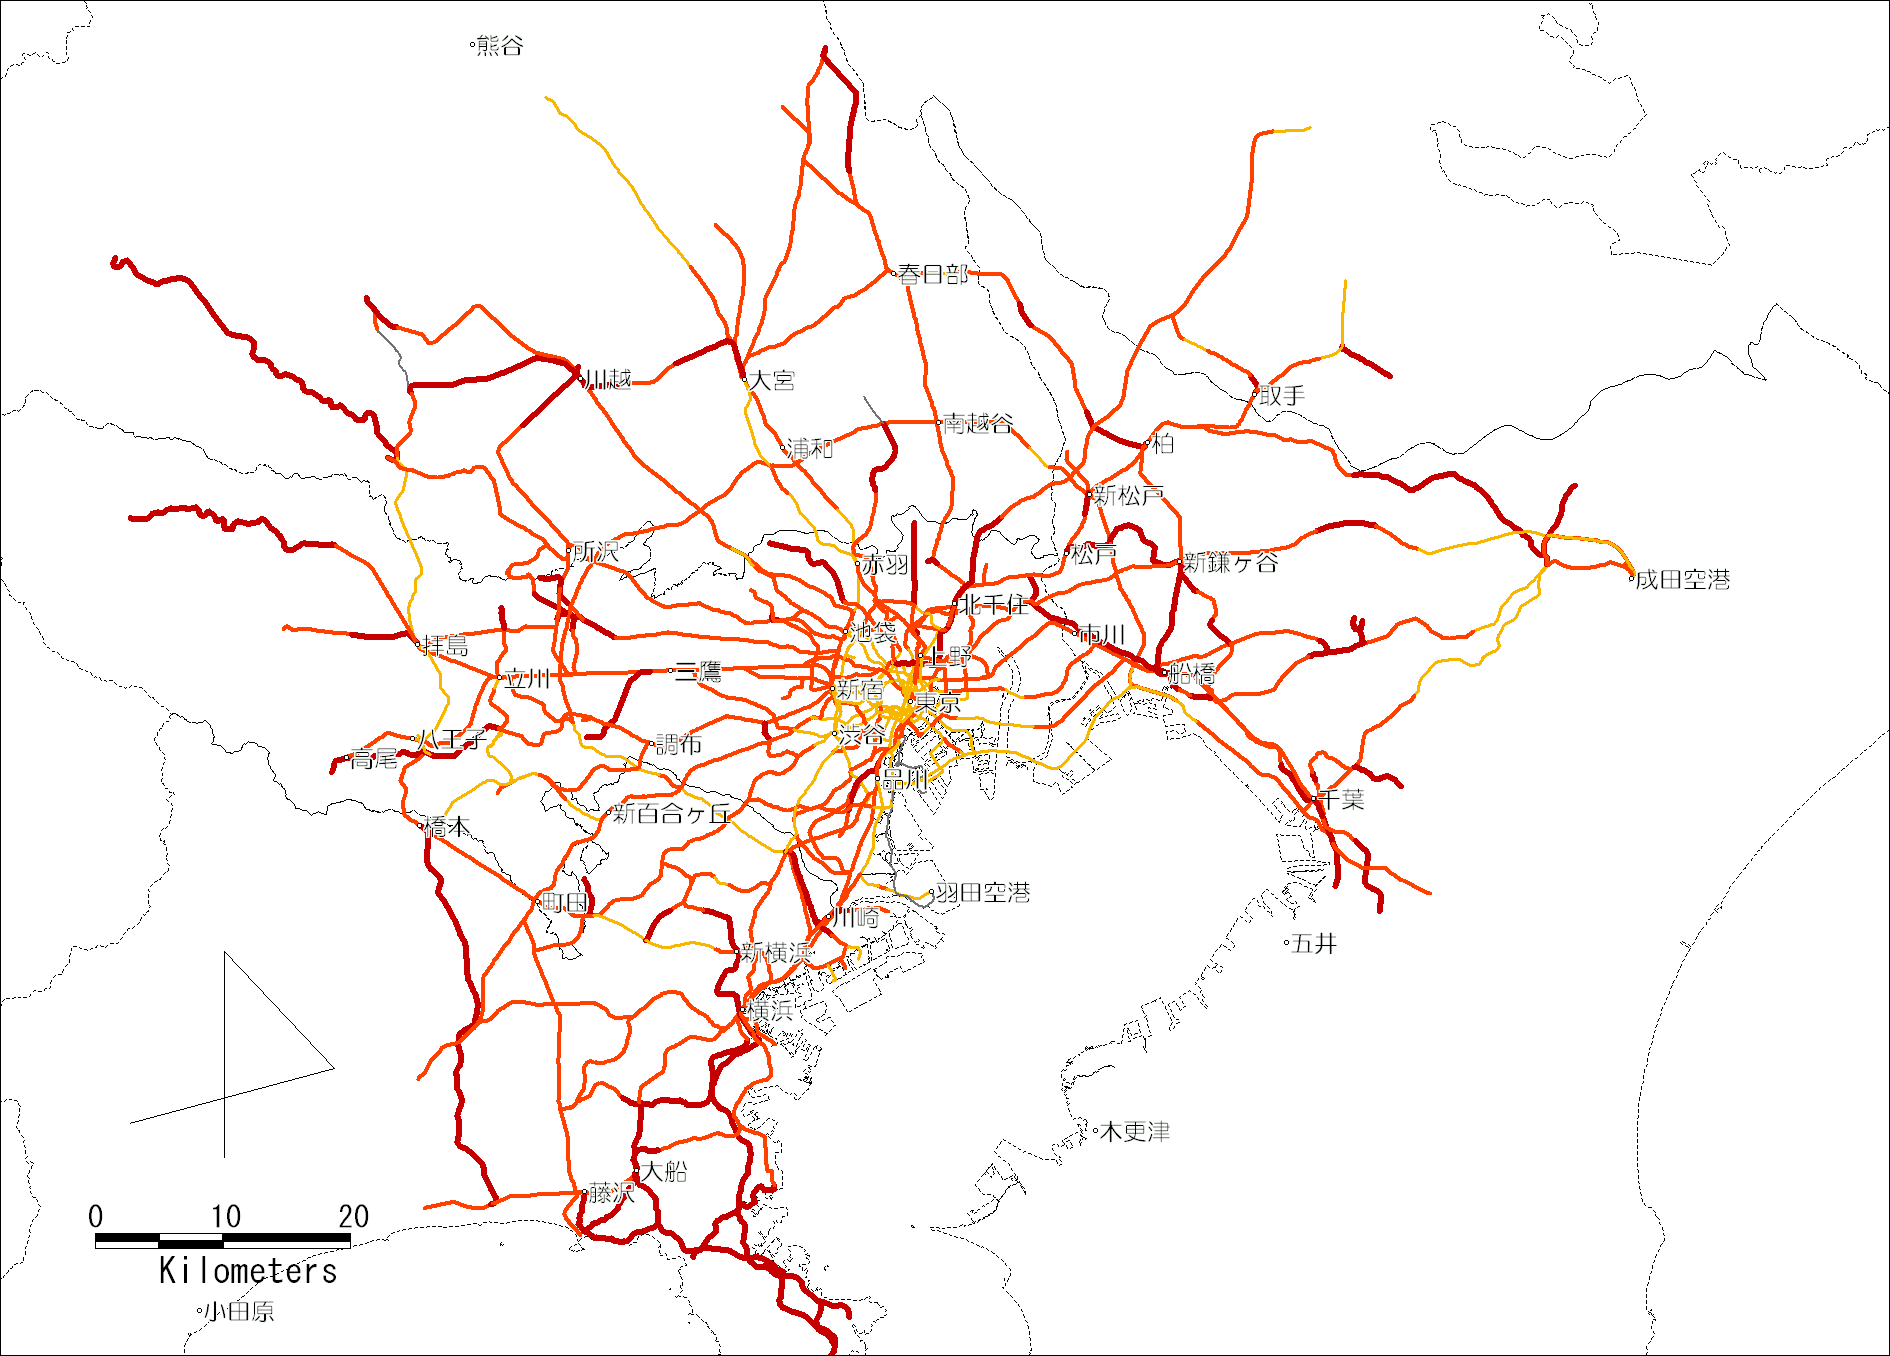 熊谷
春日部
川越
大宮
取手
南越谷
浦和
柏
新松戸
所沢
松戸
赤羽
新鎌ヶ谷
成田空港
北千住
池袋
市川
拝島
上野
三鷹
船橋
立川
新宿
東京
八王子
調布
渋谷
高尾
品川
千葉
新百合ヶ丘
橋本
羽田空港
町田
川崎
五井
新横浜
横浜
木更津
大船
藤沢
0 10 20
Kilometers
小田原